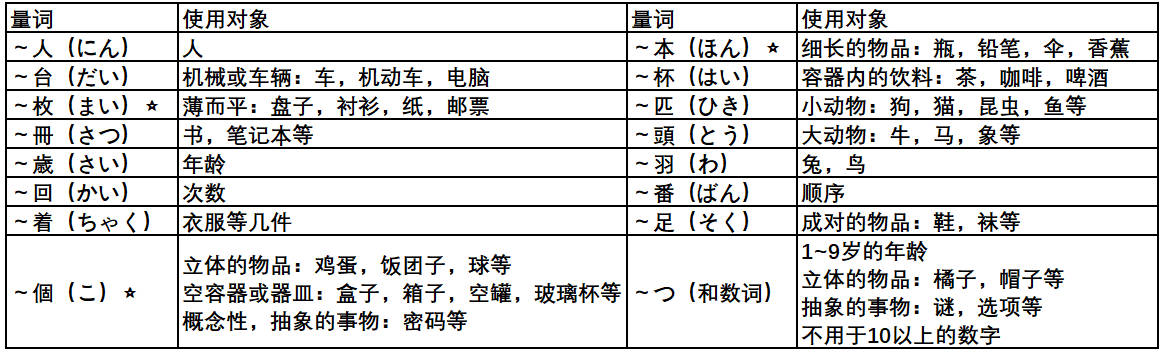 量词 使用对象 量词 使用对象
～人（にん） 人 ～本（ほん）☆ 细长的物品：瓶，铅笔，伞，香蕉
～台（だい） 机械或车辆：车，机动车，电脑 ～杯（はい） 容器内的饮料：茶，咖啡，啤酒
～枚（まい）☆ 薄而平：盘子，衬衫，纸，邮票 ～匹（ひき） 小动物：狗，猫，昆虫，鱼等
～冊（さつ） 书，笔记本等 ～頭（とう） 大动物：牛，马，象等
～歳（さい） 年龄 ～羽（わ） 兔，鸟
～回（かい） 次数 ～番（ばん） 顺序
～着（ちゃく） 衣服等几件 ～足（そく） 成对的物品：鞋，袜等
～個（こ）☆
立体的物品：鸡蛋，饭团子，球等
空容器或器皿：盒子，箱子，空罐，玻璃杯等
概念性，抽象的事物：密码等
～つ（和数词）
1~9岁的年龄
立体的物品：橘子，帽子等
抽象的事物：谜，选项等
不用于10以上的数字